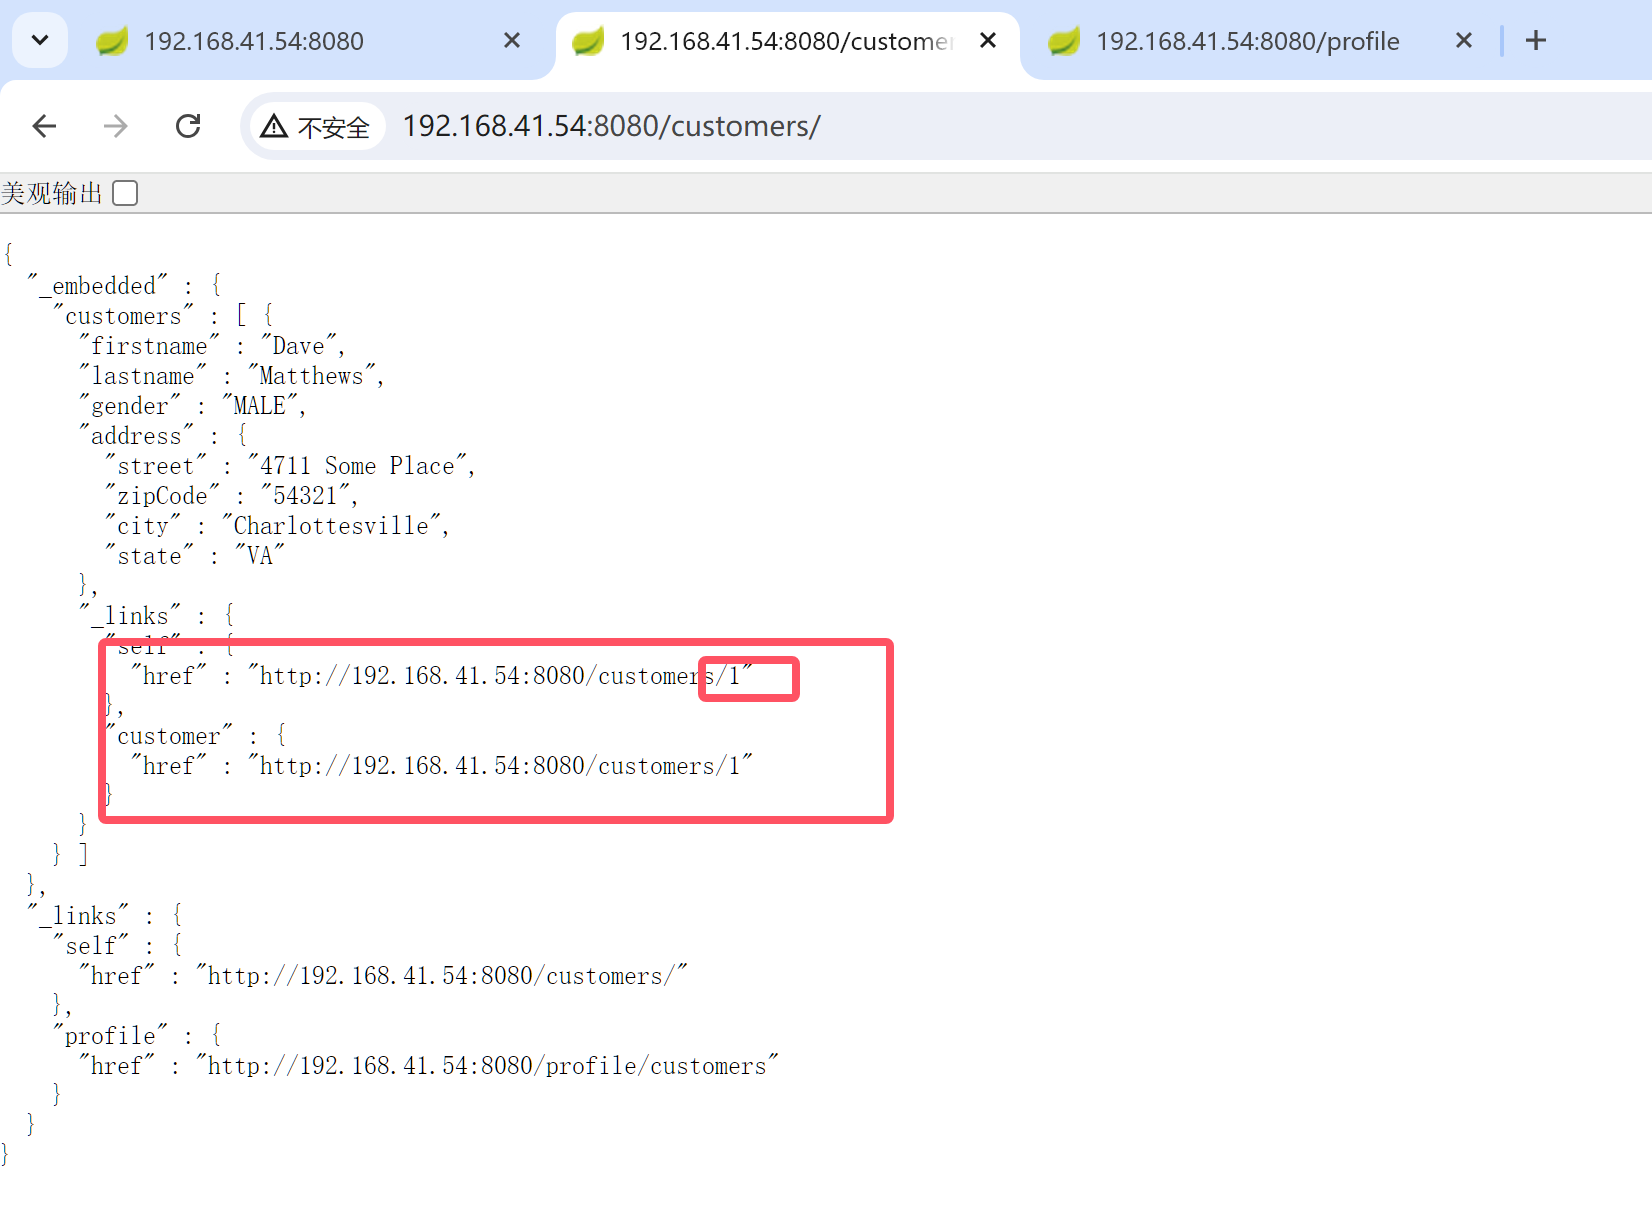 192.168.41.54:8080
192.168.41.54:8080/custome
192.168.41.54:8080/profile
不安全
192.168.41.54:8080/customers/
美观输出
{
"_embedded" : {
"customers" : [ {
"firstname" : "Dave",
"lastname" : "Matthews",
"gender" : "MALE",
"address" : {
"street" : "4711 Some Place",
"zipCode" : "54321",
"city" : "Charlottesville",
"state" : "VA"
},
"_links" : {
"self" : {
"href" : "http://192.168.41.54:8080/customers/1"
},
"customer" : {
"href" : "http://192.168.41.54:8080/customers/1"
}
}
} ]
},
"_links" : {
"self" : {
"href" : "http://192.168.41.54:8080/customers/"
},
"profile" : {
"href" : "http://192.168.41.54:8080/profile/customers"
}
}
}